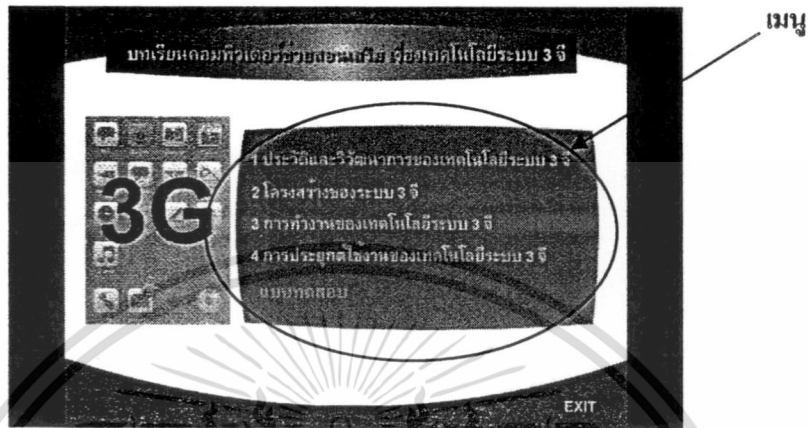 เมนู
บทเรียนคอมพิวเตอร์ช่วยสอนเสริม เรื่องเทคโนโลยีระบบ 3 จี
3G
1 ประวัติและวิวัฒนาการของเทคโนโลยีระบบ 3 จี
2 โครงสร้างของระบบ 3 จี
3 การทำงานของเทคโนโลยีระบบ 3 จี
4 การประยุกต์ใช้งานของเทคโนโลยีระบบ 3 จี
แบบทดสอบ
EXIT